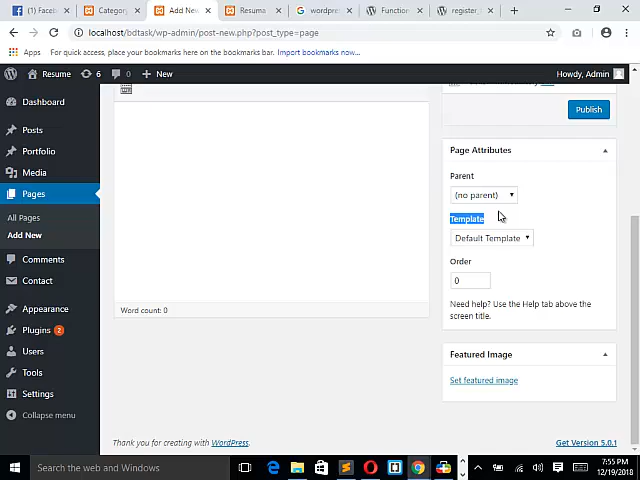 (1) Faceb
Categor
Add New
Resuma
wordpre
Function
register_
localhost/bdtask/wp-admin/post-new.php?post_type=page
Apps
For quick access, place your bookmarks here on the bookmarks bar. Import bookmarks now...
Resume
6
0
New
Howdy, Admin
Dashboard
Posts
Portfolio
Media
Pages
All Pages
Add New
Comments
Contact
Appearance
Plugins 2
Users
Tools
Settings
Collapse menu
Word count: 0
Publish
Page Attributes
Parent
(no parent)
Template
Default Template
Order
0
Need help? Use the Help tab above the
screen title.
Featured Image
Set featured image
Thank you for creating with WordPress.
Get Version 5.0.1
Search the web and Windows
7:55 PM
12/19/2018